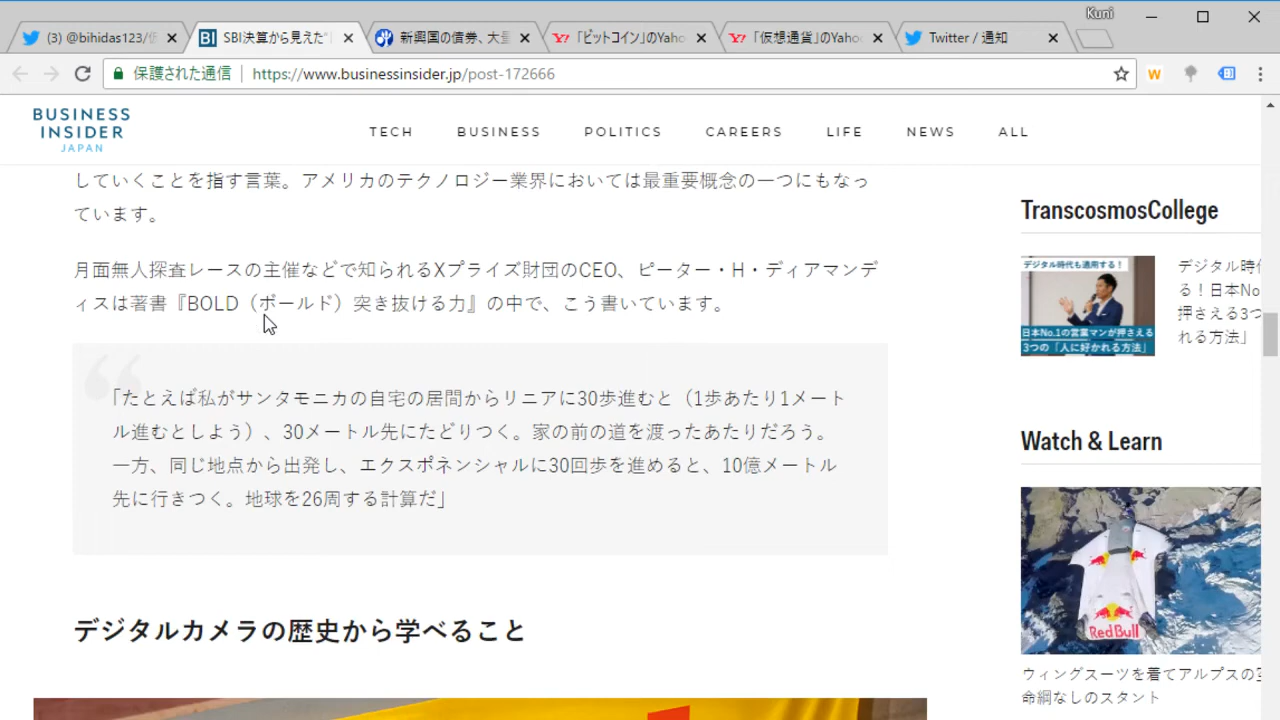 Kuni
(3) @bihidas123/仮
SBI決算から見えた"
新興国の債券、大量
「ビットコイン」のYaho
「仮想通貨」のYaho
Twitter / 通知
保護された通信
https://www.businessinsider.jp/post-172666
BUSINESS
INSIDER
JAPAN
TECH BUSINESS POLITICS CAREERS LIFE NEWS ALL
していくことを指す言葉。アメリカのテクノロジー業界においては最重要概念の一つにもなっ
ています。
月面無人探査レースの主催などで知られるXプライズ財団のCEO、ピーター・H・ディアマンデ
ィスは著書『BOLD（ボールド）突き抜ける力』の中で、こう書いています。
「たとえば私がサンタモニカの自宅の居間からリニアに30歩進むと（1歩あたり1メート
ル進むとしよう）、30メートル先にたどりつく。家の前の道を渡ったあたりだろう。
一方、同じ地点から出発し、エクスポネンシャルに30回歩を進めると、10億メートル
先に行きつく。地球を26周する計算だ」
デジタルカメラの歴史から学べること
TranscosmosCollege
デジタル時代も通用する！
日本No.1の営業マンが押さえる
3つの「人に好かれる方法」
デジタル時代
る！日本No
押さえる3つ
れる方法」
Watch & Learn
RedBull
ウィングスーツを着てアルプスの空
命綱なしのスタント